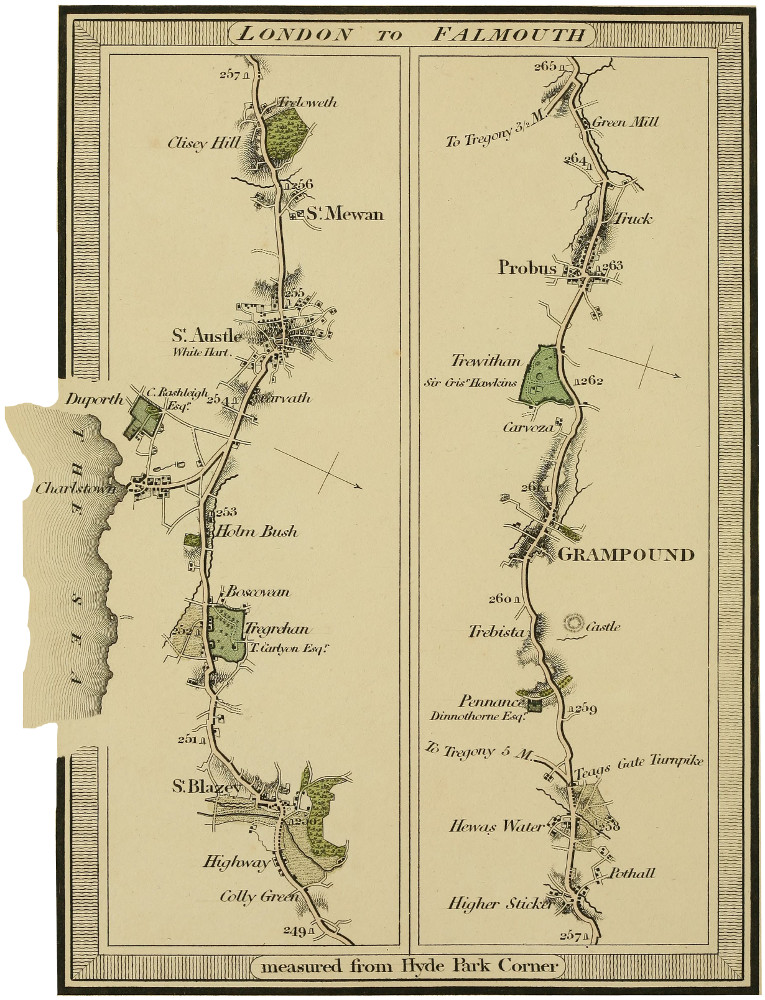 LONDON TO FALMOUTH
257
Treloweth
Clisey Hill
256
St. Mewan
255
St. Austle
White Hart.
Duporth
C. Rashleigh
Esqr.
254
Carvath
Charlstown
THE SEA
253
Holm Bush
Boscovean
252
Tregrehan
T. Carlyon Esqr.
251
St. Blazey
250
Highway
Colly Green
249
265
To Tregony 3 1/2 M
Green Mill
264
Truck
Probus
263
Trewithan
Sir Crisr. Hawkins
262
Carvoza
261
GRAMPOUND
260
Trebista
Castle
Pennance
Dinnothorne Esqr.
259
To Tregony 5 M.
Teags Gate Turnpike
Hewas Water
258
Pothall
Higher Sticker
257
measured from Hyde Park Corner